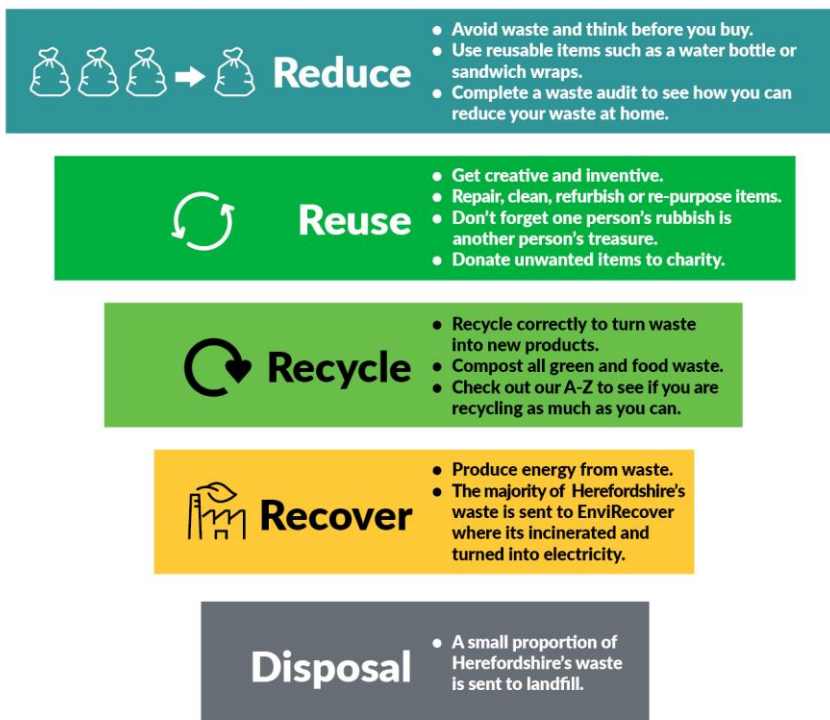 Reduce
● Avoid waste and think before you buy.
● Use reusable items such as a water bottle or
sandwich wraps.
● Complete a waste audit to see how you can
reduce your waste at home.
Reuse
● Get creative and inventive.
● Repair, clean, refurbish or re-purpose items.
● Don’t forget one person’s rubbish is
another person’s treasure.
● Donate unwanted items to charity.
Recycle
● Recycle correctly to turn waste
into new products.
● Compost all green and food waste.
● Check out our A-Z to see if you are
recycling as much as you can.
Recover
● Produce energy from waste.
● The majority of Herefordshire’s
waste is sent to EnviRecover
where its incinerated and
turned into electricity.
Disposal
● A small proportion of
Herefordshire’s waste
is sent to landfill.